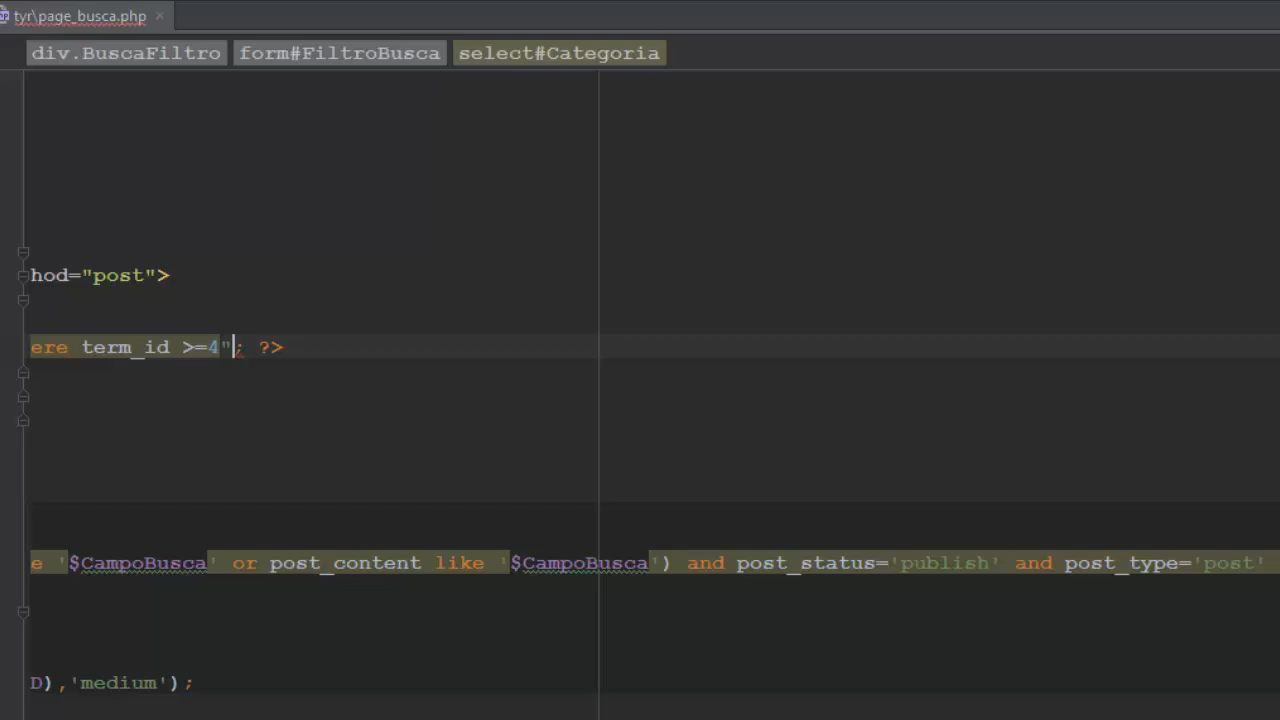 tyr\page_busca.php
div.BuscaFiltro form#FiltroBusca select#Categoria
hod="post">
ere term_id >=4"; ?>
e '$CampoBusca' or post_content like '$CampoBusca') and post_status='publish' and post_type='post'
D),'medium');